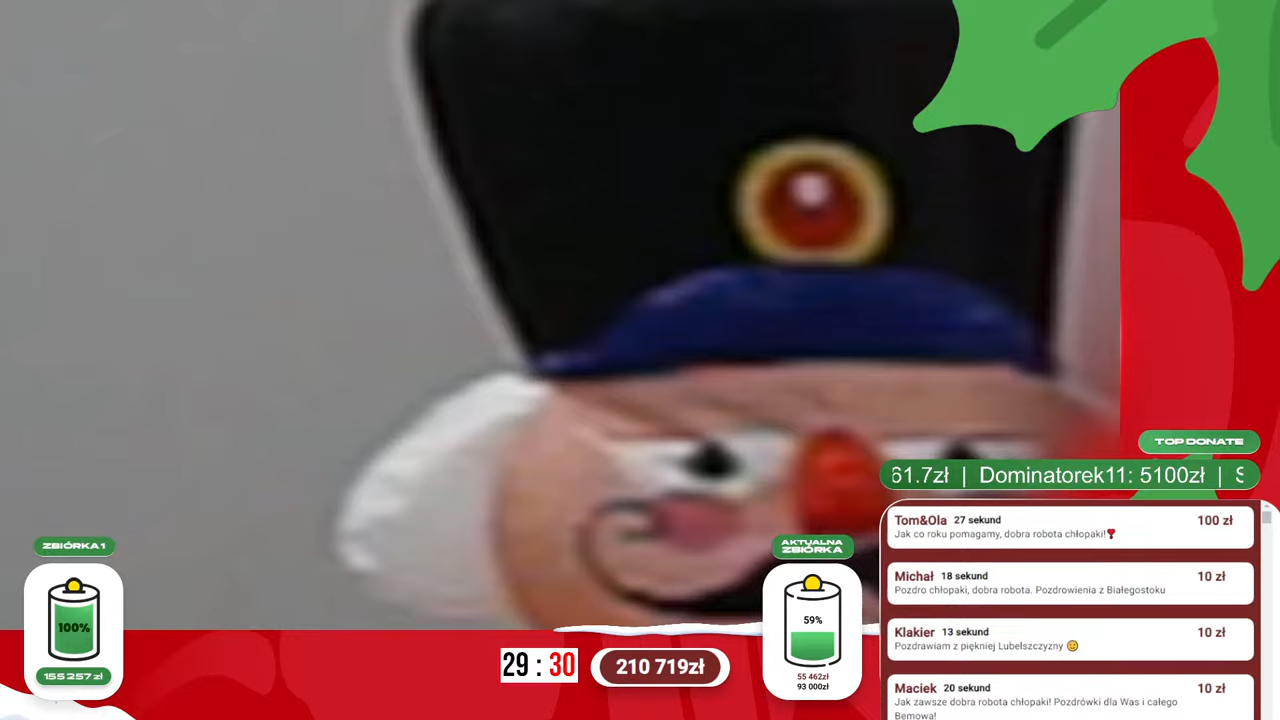 TOP DONATE
61.7zł | Dominatorek11: 5100zł |
Tom&Ola 27 sekund 100 zł
Jak co roku pomagamy, dobra robota chłopaki!❣
Michał 18 sekund 10 zł
Pozdro chłopaki, dobra robota. Pozdrowienia z Białegostoku
Klakier 13 sekund 10 zł
Pozdrawiam z piękniej Lubelszczyzny 😊
Maciek 20 sekund 10 zł
Jak zawsze dobra robota chłopaki! Pozdrówki dla Was i całego
Bemowa!
ZBIÓRKA 1
100%
155 257 zł
29 : 30
210 719zł
AKTUALNA
ZBIÓRKA
59%
55 462zł
93 000zł